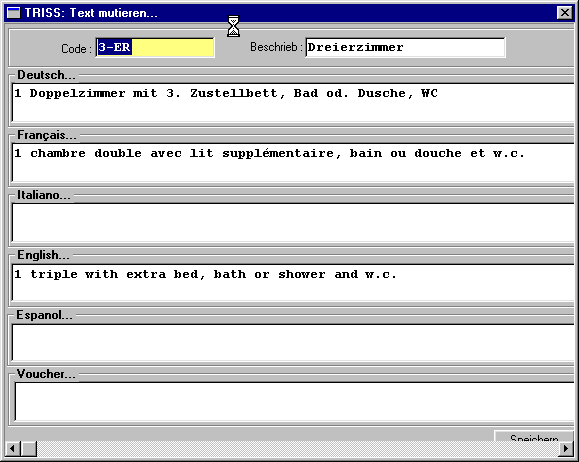 TRISS: Text mutieren...
Code : 3-ER Beschrieb : Dreierzimmer
Deutsch...
1 Doppelzimmer mit 3. Zustellbett, Bad od. Dusche, WC
Français...
1 chambre double avec lit supplémentaire, bain ou douche et w.c.
Italiano...
English...
1 triple with extra bed, bath or shower and w.c.
Espanol...
Voucher...
Speichern